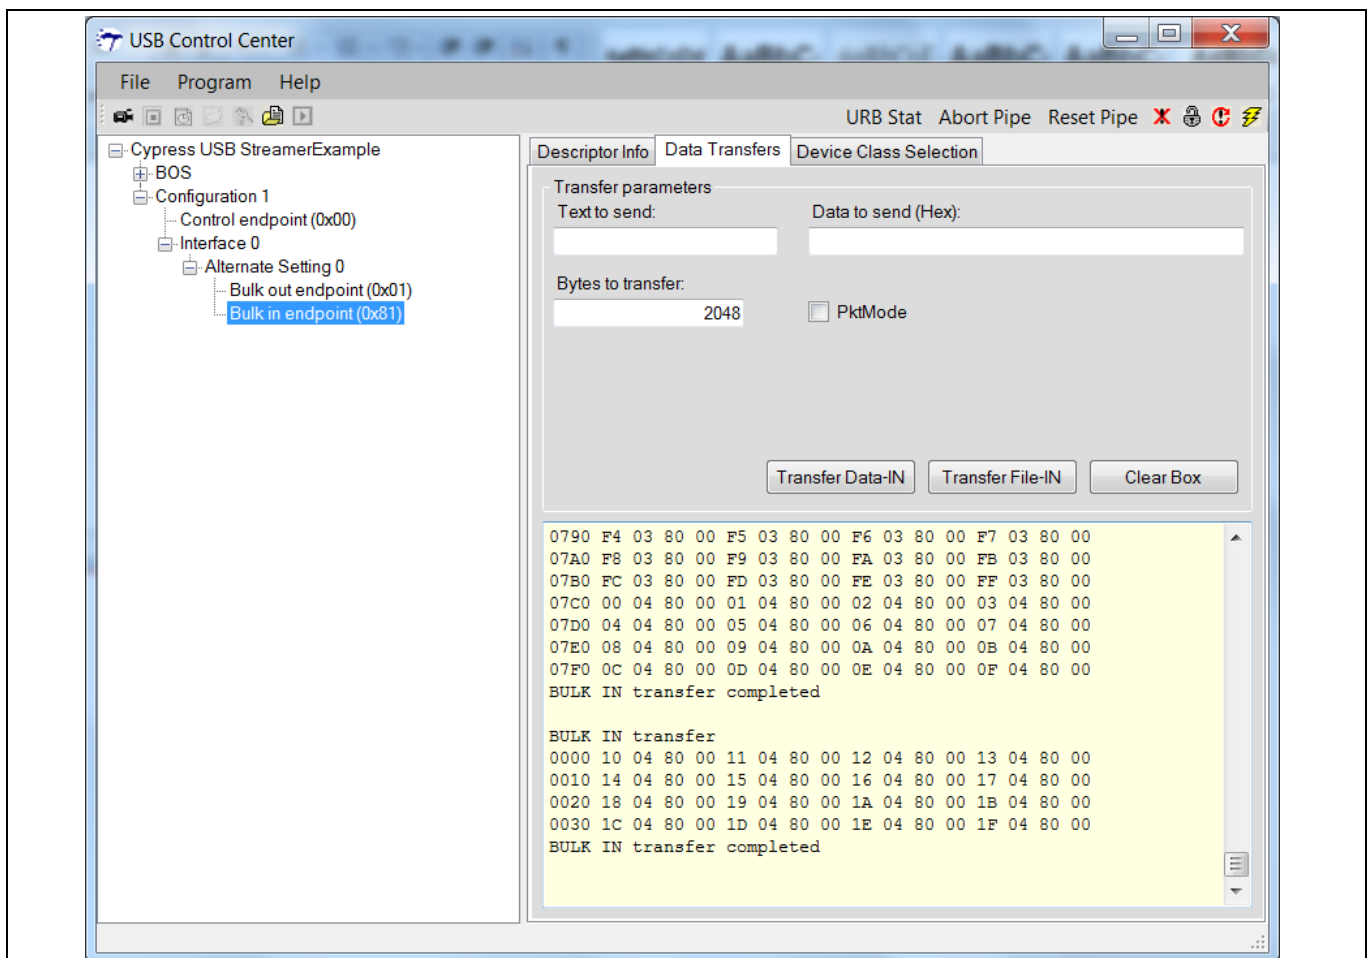 USB Control Center
File Program Help
URB Stat Abort Pipe Reset Pipe
Cypress USB StreamerExample
BOS
Configuration 1
Control endpoint (0x00)
Interface 0
Alternate Setting 0
Bulk out endpoint (0x01)
Bulk in endpoint (0x81)
Descriptor Info Data Transfers Device Class Selection
Transfer parameters
Text to send: Data to send (Hex):
Bytes to transfer:
2048 PktMode
Transfer Data-IN Transfer File-IN Clear Box
0790 F4 03 80 00 F5 03 80 00 F6 03 80 00 F7 03 80 00
07A0 F8 03 80 00 F9 03 80 00 FA 03 80 00 FB 03 80 00
07B0 FC 03 80 00 FD 03 80 00 FE 03 80 00 FF 03 80 00
07C0 00 04 80 00 01 04 80 00 02 04 80 00 03 04 80 00
07D0 04 04 80 00 05 04 80 00 06 04 80 00 07 04 80 00
07E0 08 04 80 00 09 04 80 00 0A 04 80 00 0B 04 80 00
07F0 0C 04 80 00 0D 04 80 00 0E 04 80 00 0F 04 80 00
BULK IN transfer completed
BULK IN transfer
0000 10 04 80 00 11 04 80 00 12 04 80 00 13 04 80 00
0010 14 04 80 00 15 04 80 00 16 04 80 00 17 04 80 00
0020 18 04 80 00 19 04 80 00 1A 04 80 00 1B 04 80 00
0030 1C 04 80 00 1D 04 80 00 1E 04 80 00 1F 04 80 00
BULK IN transfer completed